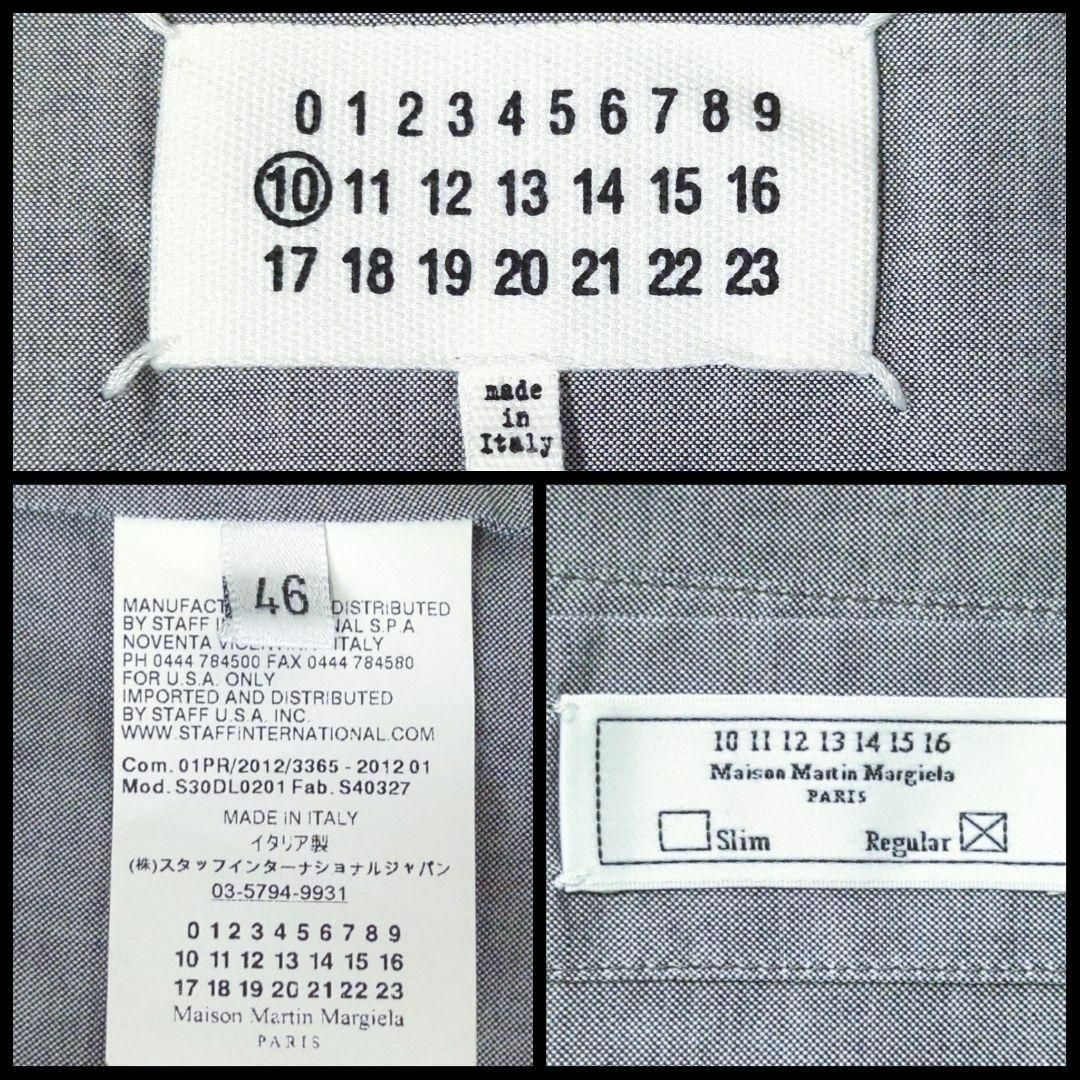 0 1 2 3 4 5 6 7 8 9
10 11 12 13 14 15 16
17 18 19 20 21 22 23
made
in
Italy
46
DISTRIBUTED
BY STAFF S.P.A.
NOVENTA ITALY
PH 0444 784500 FAX 0444 784580
FOR U.S.A. ONLY
IMPORTED AND DISTRIBUTED
BY STAFF U.S.A. INC.
WWW.STAFFINTERNATIONAL.COM
Com. 01PR/2012/3365 - 2012 01
Mod. S30DL0201 Fab. S40327
MADE IN ITALY
イタリア製
(株)スタッフインターナショナルジャパン
03-5794-9931
0 1 2 3 4 5 6 7 8 9
10 11 12 13 14 15 16
17 18 19 20 21 22 23
Maison Martin Margiela
PARIS
10 11 12 13 14 15 16
Maison Martin Margiela
PARIS
Slim Regular